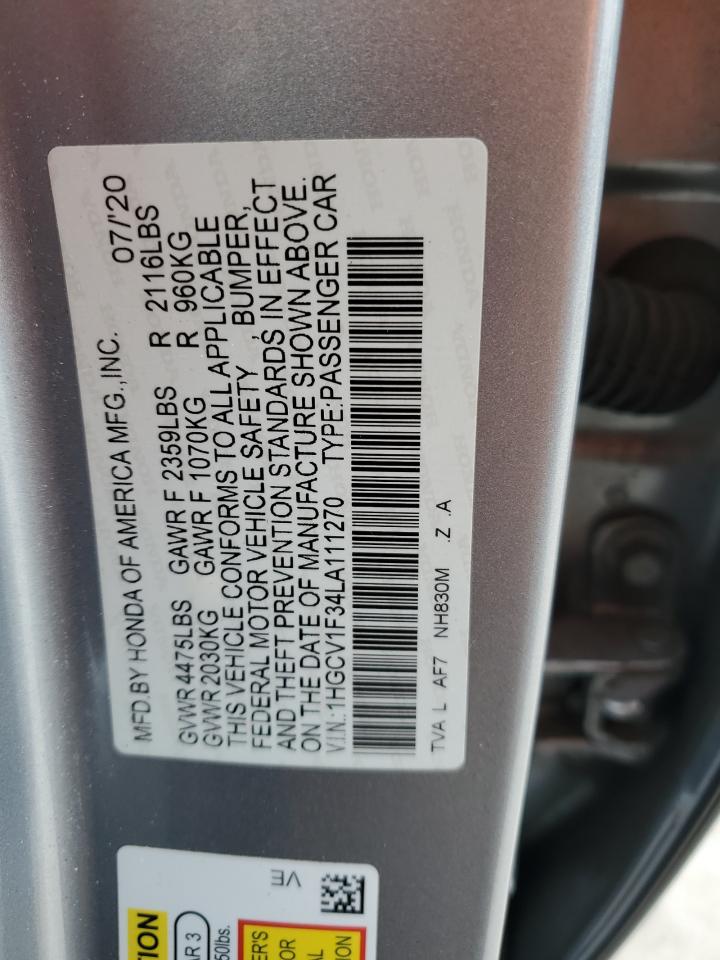 MFD.BY HONDA OF AMERICA MFG.,INC. 07/'20
GVWR 4475LBS GAWR F 2359LBS R 2116LBS
GVWR 2030KG GAWR F 1070KG R 960KG
THIS VEHICLE CONFORMS TO ALL APPLICABLE
FEDERAL MOTOR VEHICLE SAFETY, BUMPER,
AND THEFT PREVENTION STANDARDS IN EFFECT
ON THE DATE OF MANUFACTURE SHOWN ABOVE.
V.I.N.:1HGCV1F34LA111270 TYPE:PASSENGER CAR
TVA L AF7 NH830M .Z .A
VE